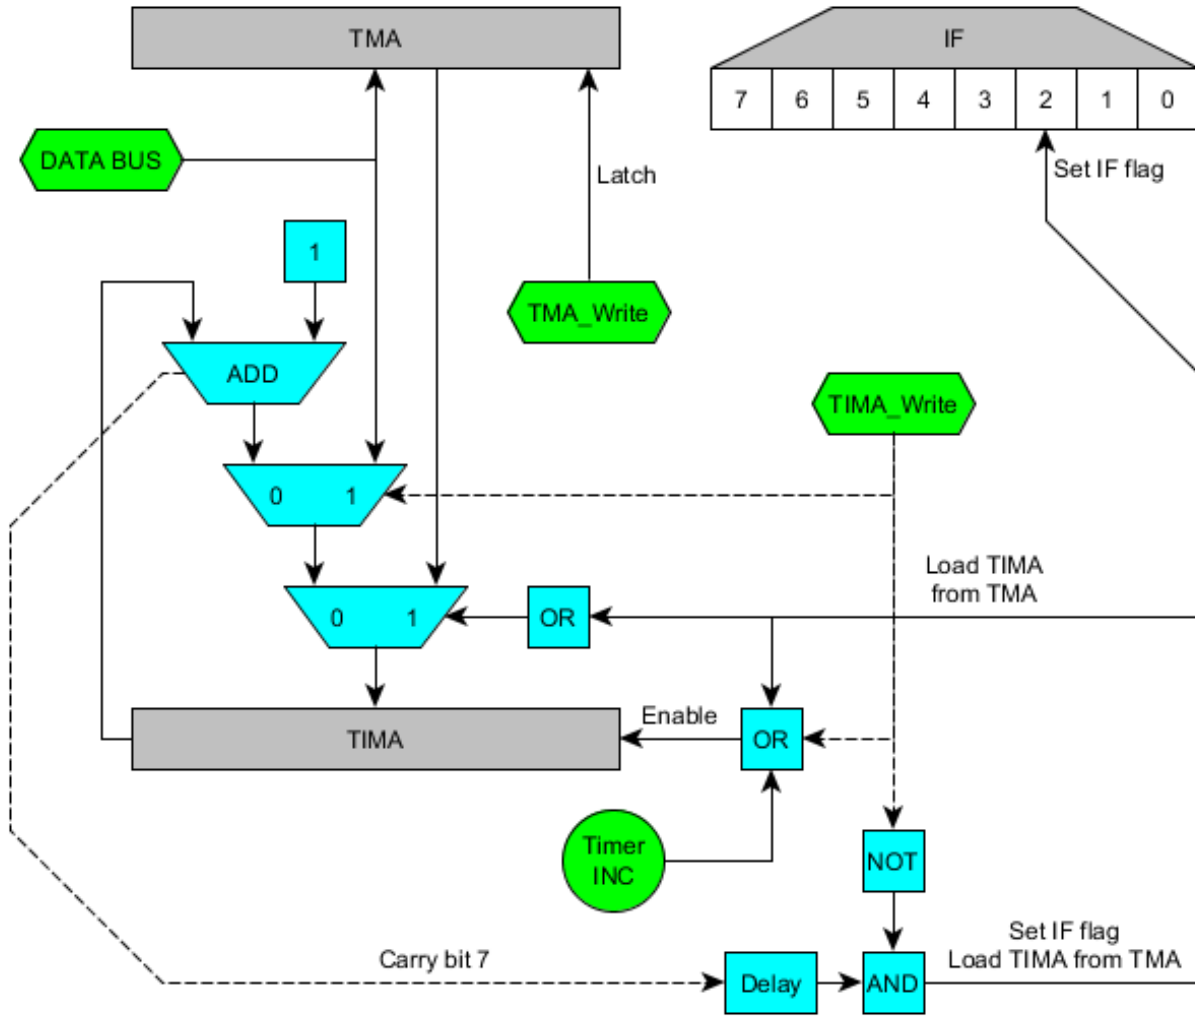 TMA
IF
7 6 5 4 3 2 1 0
DATA BUS
Latch
Set IF flag
1
TMA_Write
ADD
TIMA_Write
0 1
Load TIMA
from TMA
0 1
OR
Enable
TIMA
OR
Timer
INC
NOT
Carry bit 7
Set IF flag
Load TIMA from TMA
Delay
AND